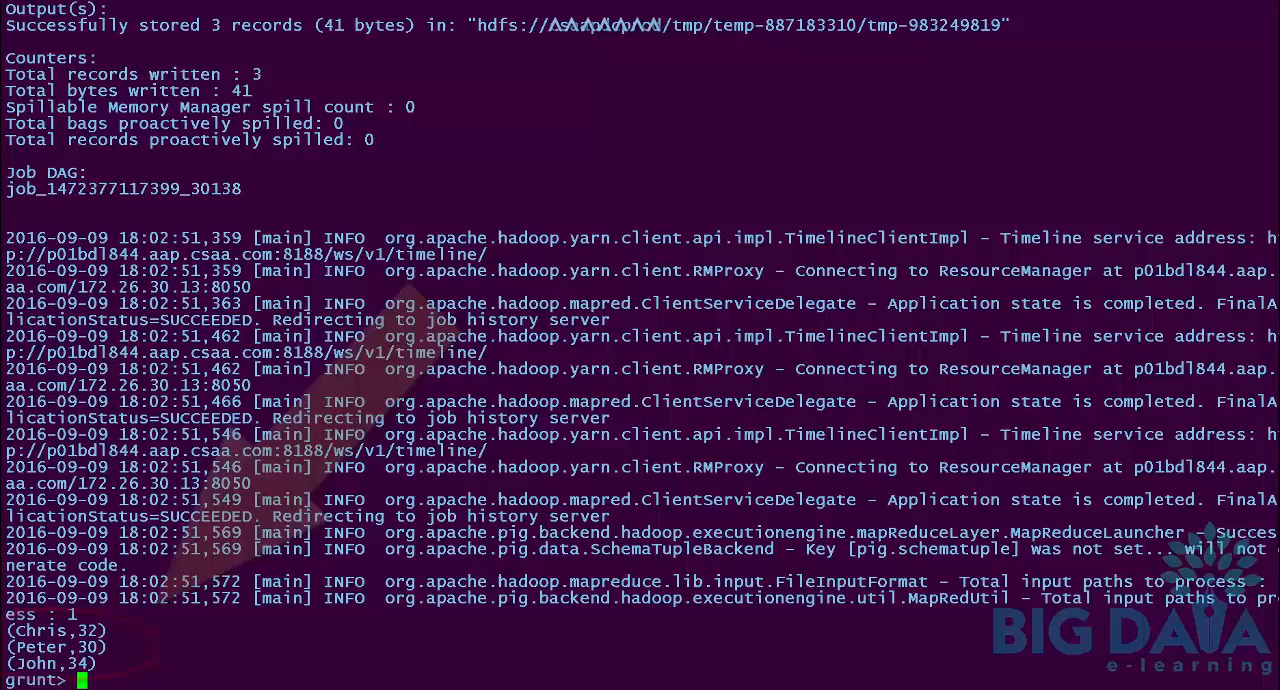 Output(s):
Successfully stored 3 records (41 bytes) in: "hdfs:///tmp/temp-887183310/tmp-983249819"
Counters:
Total records written : 3
Total bytes written : 41
Spillable Memory Manager spill count : 0
Total bags proactively spilled: 0
Total records proactively spilled: 0
Job DAG:
job_1472377117399_30138
2016-09-09 18:02:51,359 [main] INFO  org.apache.hadoop.yarn.client.api.impl.TimelineClientImpl - Timeline service address: ht
p://p01bdl844.aap.csaa.com:8188/ws/v1/timeline/
2016-09-09 18:02:51,359 [main] INFO  org.apache.hadoop.yarn.client.RMProxy - Connecting to ResourceManager at p01bdl844.aap.
aa.com/172.26.30.13:8050
2016-09-09 18:02:51,363 [main] INFO  org.apache.hadoop.mapred.ClientServiceDelegate - Application state is completed. FinalA
licationStatus=SUCCEEDED. Redirecting to job history server
2016-09-09 18:02:51,462 [main] INFO  org.apache.hadoop.yarn.client.api.impl.TimelineClientImpl - Timeline service address: ht
p://p01bdl844.aap.csaa.com:8188/ws/v1/timeline/
2016-09-09 18:02:51,462 [main] INFO  org.apache.hadoop.yarn.client.RMProxy - Connecting to ResourceManager at p01bdl844.aap.
aa.com/172.26.30.13:8050
2016-09-09 18:02:51,466 [main] INFO  org.apache.hadoop.mapred.ClientServiceDelegate - Application state is completed. FinalA
licationStatus=SUCCEEDED. Redirecting to job history server
2016-09-09 18:02:51,546 [main] INFO  org.apache.hadoop.yarn.client.api.impl.TimelineClientImpl - Timeline service address: ht
p://p01bdl844.aap.csaa.com:8188/ws/v1/timeline/
2016-09-09 18:02:51,546 [main] INFO  org.apache.hadoop.yarn.client.RMProxy - Connecting to ResourceManager at p01bdl844.aap.
aa.com/172.26.30.13:8050
2016-09-09 18:02:51,549 [main] INFO  org.apache.hadoop.mapred.ClientServiceDelegate - Application state is completed. FinalA
licationStatus=SUCCEEDED. Redirecting to job history server
2016-09-09 18:02:51,569 [main] INFO  org.apache.pig.backend.hadoop.executionengine.mapReduceLayer.MapReduceLauncher - Succes
2016-09-09 18:02:51,569 [main] INFO  org.apache.pig.data.SchemaTupleBackend - Key [pig.schematuple] was not set... will not
nerate code.
2016-09-09 18:02:51,572 [main] INFO  org.apache.hadoop.mapreduce.lib.input.FileInputFormat - Total input paths to process :
2016-09-09 18:02:51,572 [main] INFO  org.apache.pig.backend.hadoop.executionengine.util.MapRedUtil - Total input paths to pr
ess : 1
(Chris,32)
(Peter,30)
(John,34)
grunt>
BIG DATA
e-learning